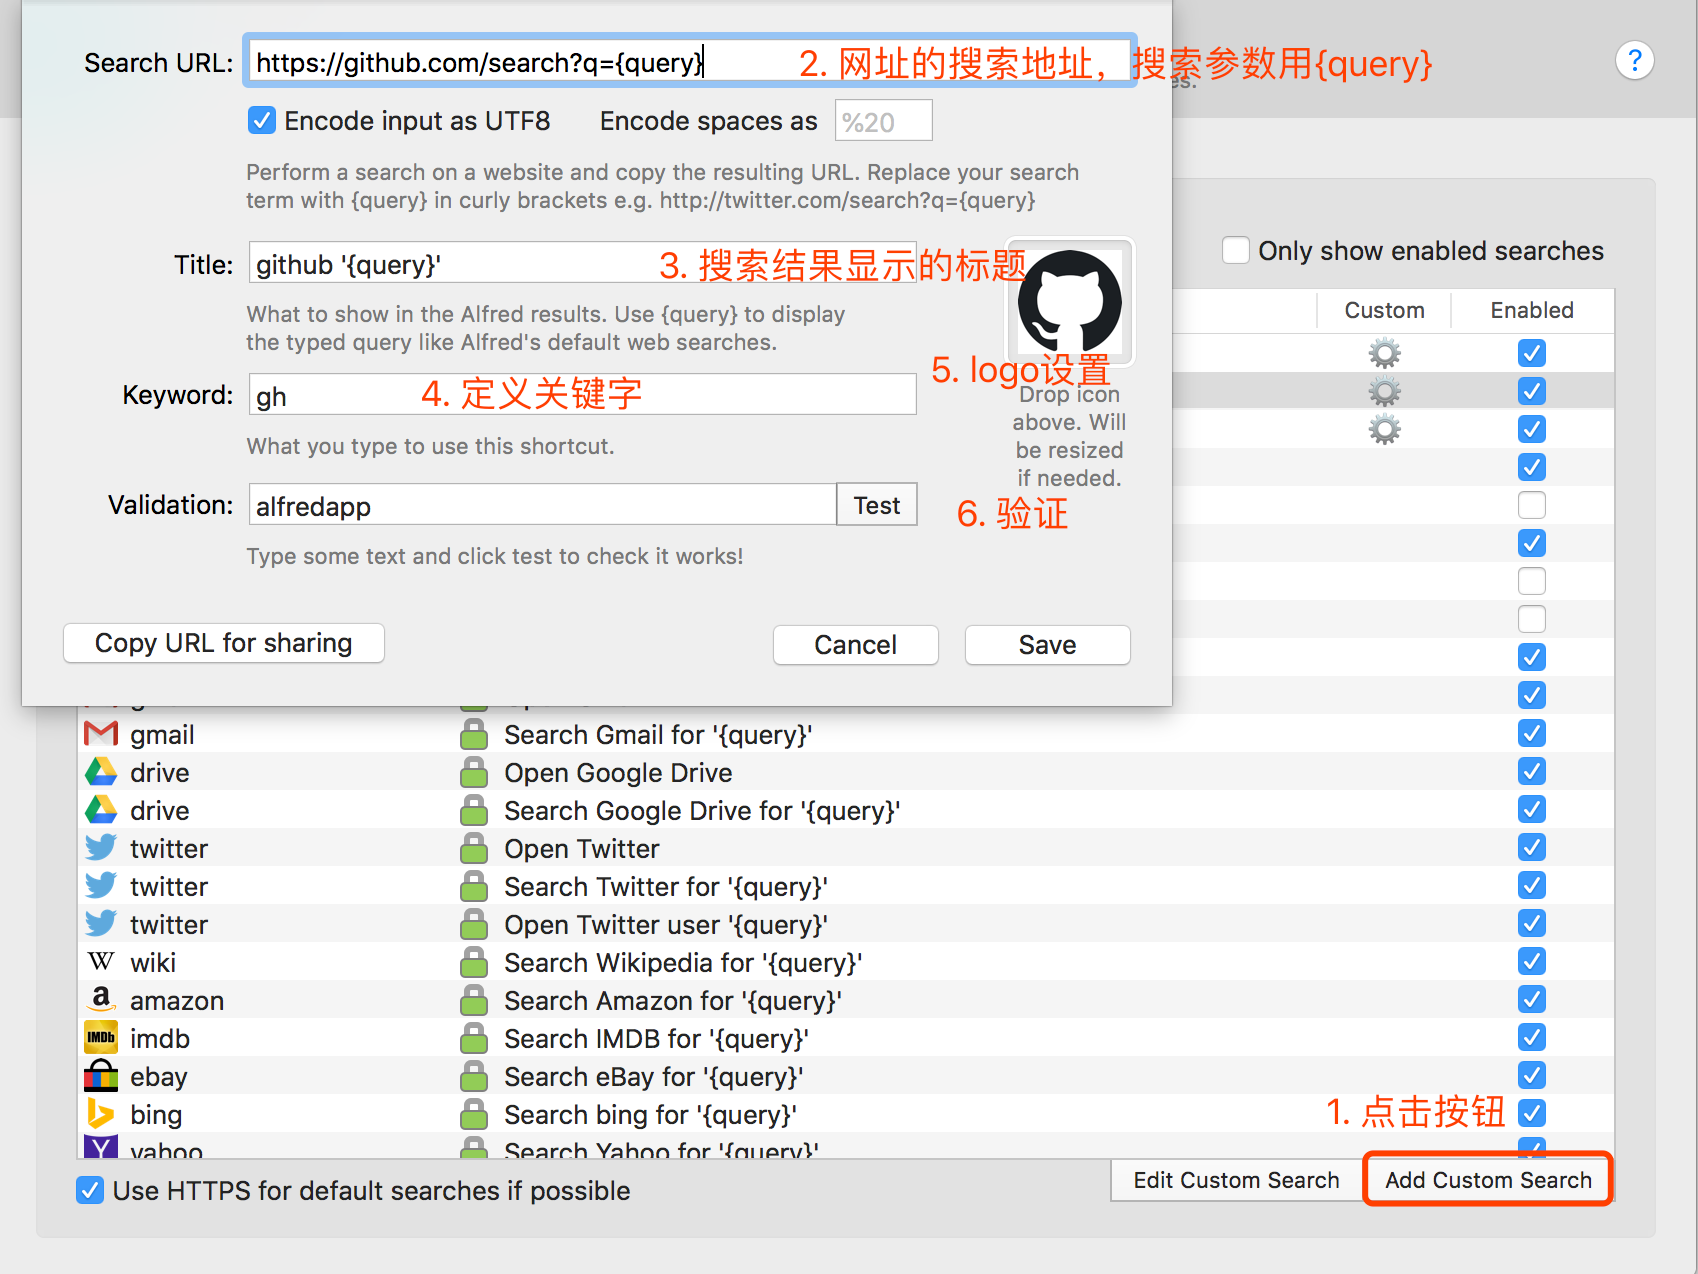 Search URL: https://github.com/search?q={query} 2. 网址的搜索地址，搜索参数用{query}
?
es.
Encode input as UTF8 Encode spaces as %20
Perform a search on a website and copy the resulting URL. Replace your search
term with {query} in curly brackets e.g. http://twitter.com/search?q={query}
Only show enabled searches
Title: github '{query}' 3. 搜索结果显示的标题
What to show in the Alfred results. Use {query} to display
the typed query like Alfred's default web searches.
Custom Enabled
5. logo设置
Keyword: gh 4. 定义关键字
Drop icon
above. Will
be resized
if needed.
What you type to use this shortcut.
Validation: alfredapp Test 6. 验证
Type some text and click test to check it works!
Copy URL for sharing Cancel Save
gmail Search Gmail for '{query}'
drive Open Google Drive
drive Search Google Drive for '{query}'
twitter Open Twitter
twitter Search Twitter for '{query}'
twitter Open Twitter user '{query}'
W wiki Search Wikipedia for '{query}'
a amazon Search Amazon for '{query}'
IMDb imdb Search IMDB for '{query}'
ebay Search eBay for '{query}'
bing Search bing for '{query}'
1. 点击按钮
Y yahoo Search Yahoo for '{query}'
Use HTTPS for default searches if possible
Edit Custom Search Add Custom Search